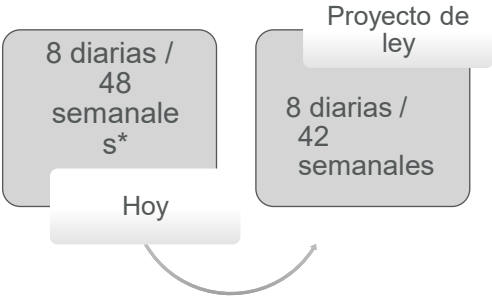 8 diarias /
48
semanale
s*
Hoy
Proyecto de
ley
8 diarias /
42
semanales